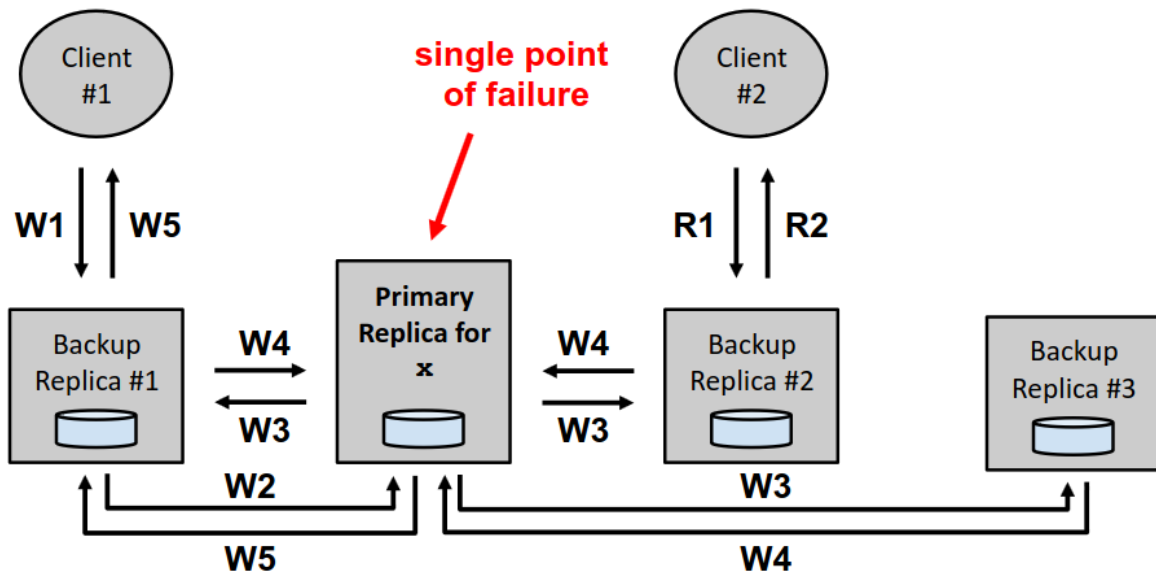 Client
#1
single point
of failure
Client
#2
W1
W5
R1
R2
Primary
Replica for
x
Backup
Replica #1
W4
W3
W4
W3
Backup
Replica #2
Backup
Replica #3
W2
W5
W3
W4